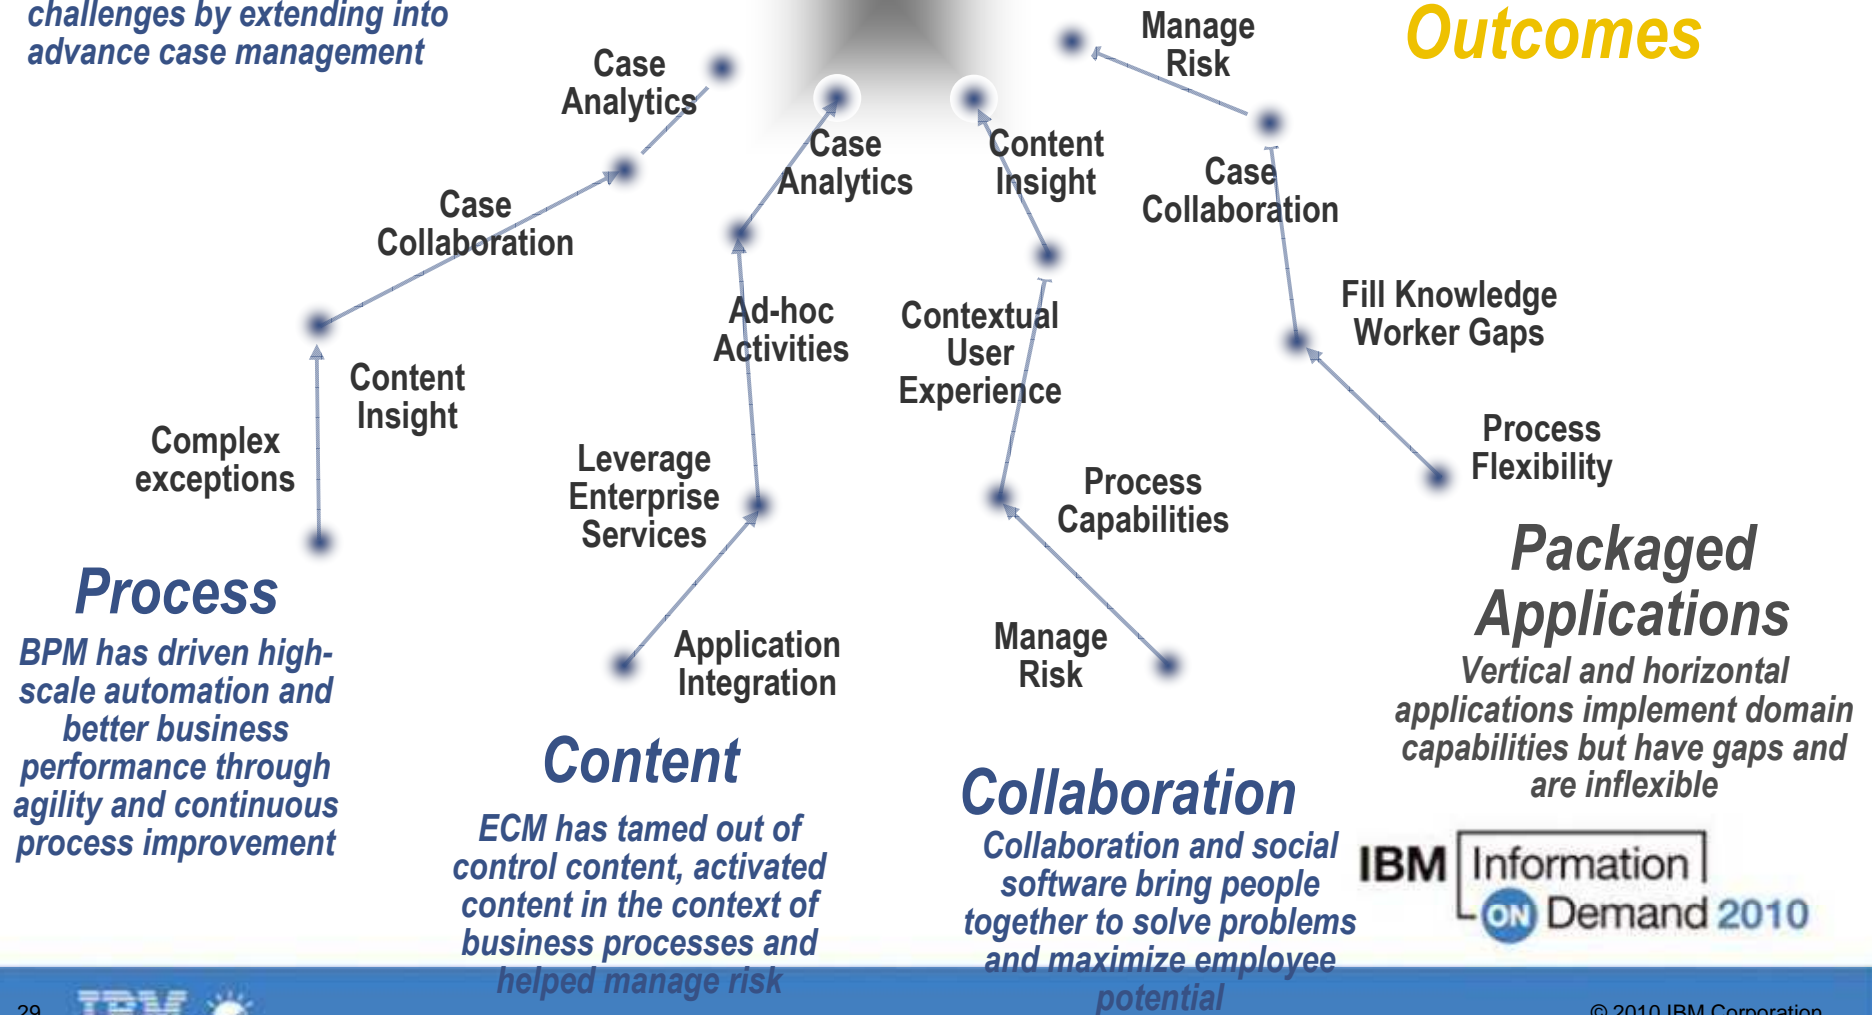 challenges by extending into
advance case management
Outcomes
Manage
Risk
Case
Analytics
Case
Analytics
Content
Insight
Case
Collaboration
Case
Collaboration
Fill Knowledge
Worker Gaps
Ad-hoc
Activities
Contextual
User
Experience
Content
Insight
Complex
exceptions
Leverage
Enterprise
Services
Process
Capabilities
Process
Flexibility
Application
Integration
Manage
Risk
Process
BPM has driven high-
scale automation and
better business
performance through
agility and continuous
process improvement
Content
ECM has tamed out of
control content, activated
content in the context of
business processes and
helped manage risk
Collaboration
Collaboration and social
software bring people
together to solve problems
and maximize employee
potential
Packaged
Applications
Vertical and horizontal
applications implement domain
capabilities but have gaps and
are inflexible
IBM Information
ON Demand 2010
29
IBM
© 2010 IBM Corporation